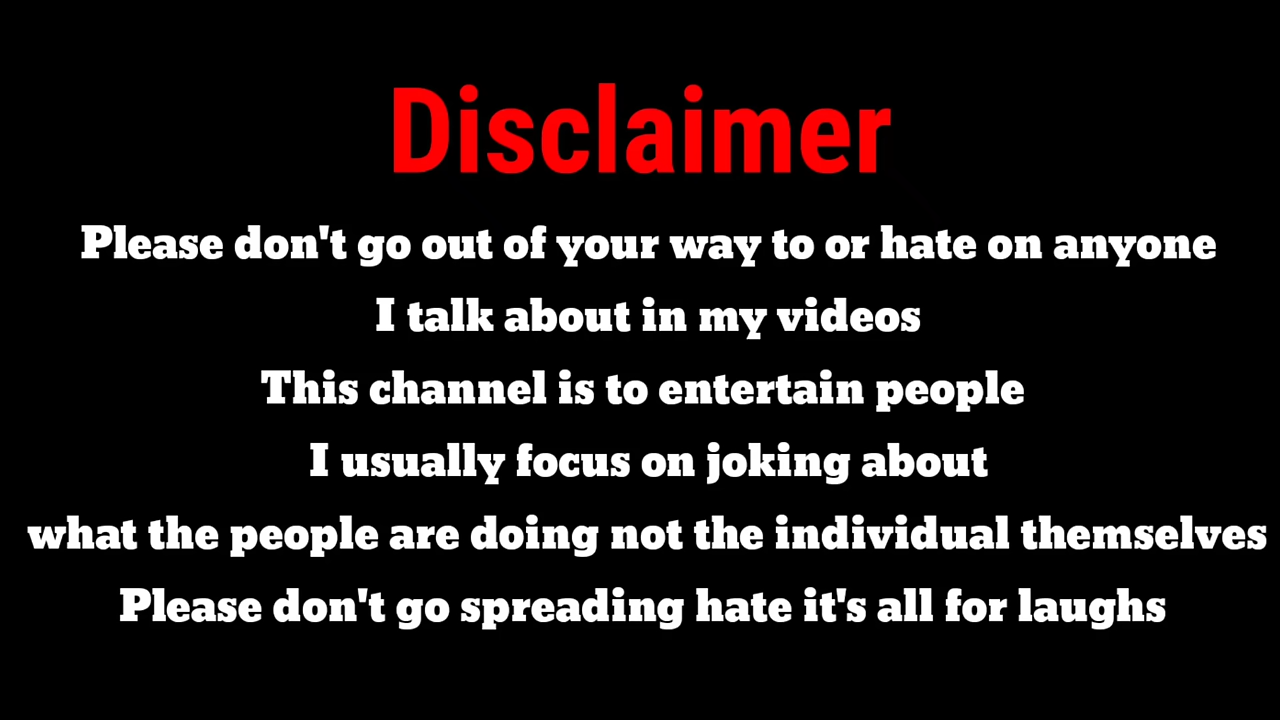 Disclaimer
Please don't go out of your way to or hate on anyone
I talk about in my videos
This channel is to entertain people
I usually focus on joking about
what the people are doing not the individual themselves
Please don't go spreading hate it's all for laughs